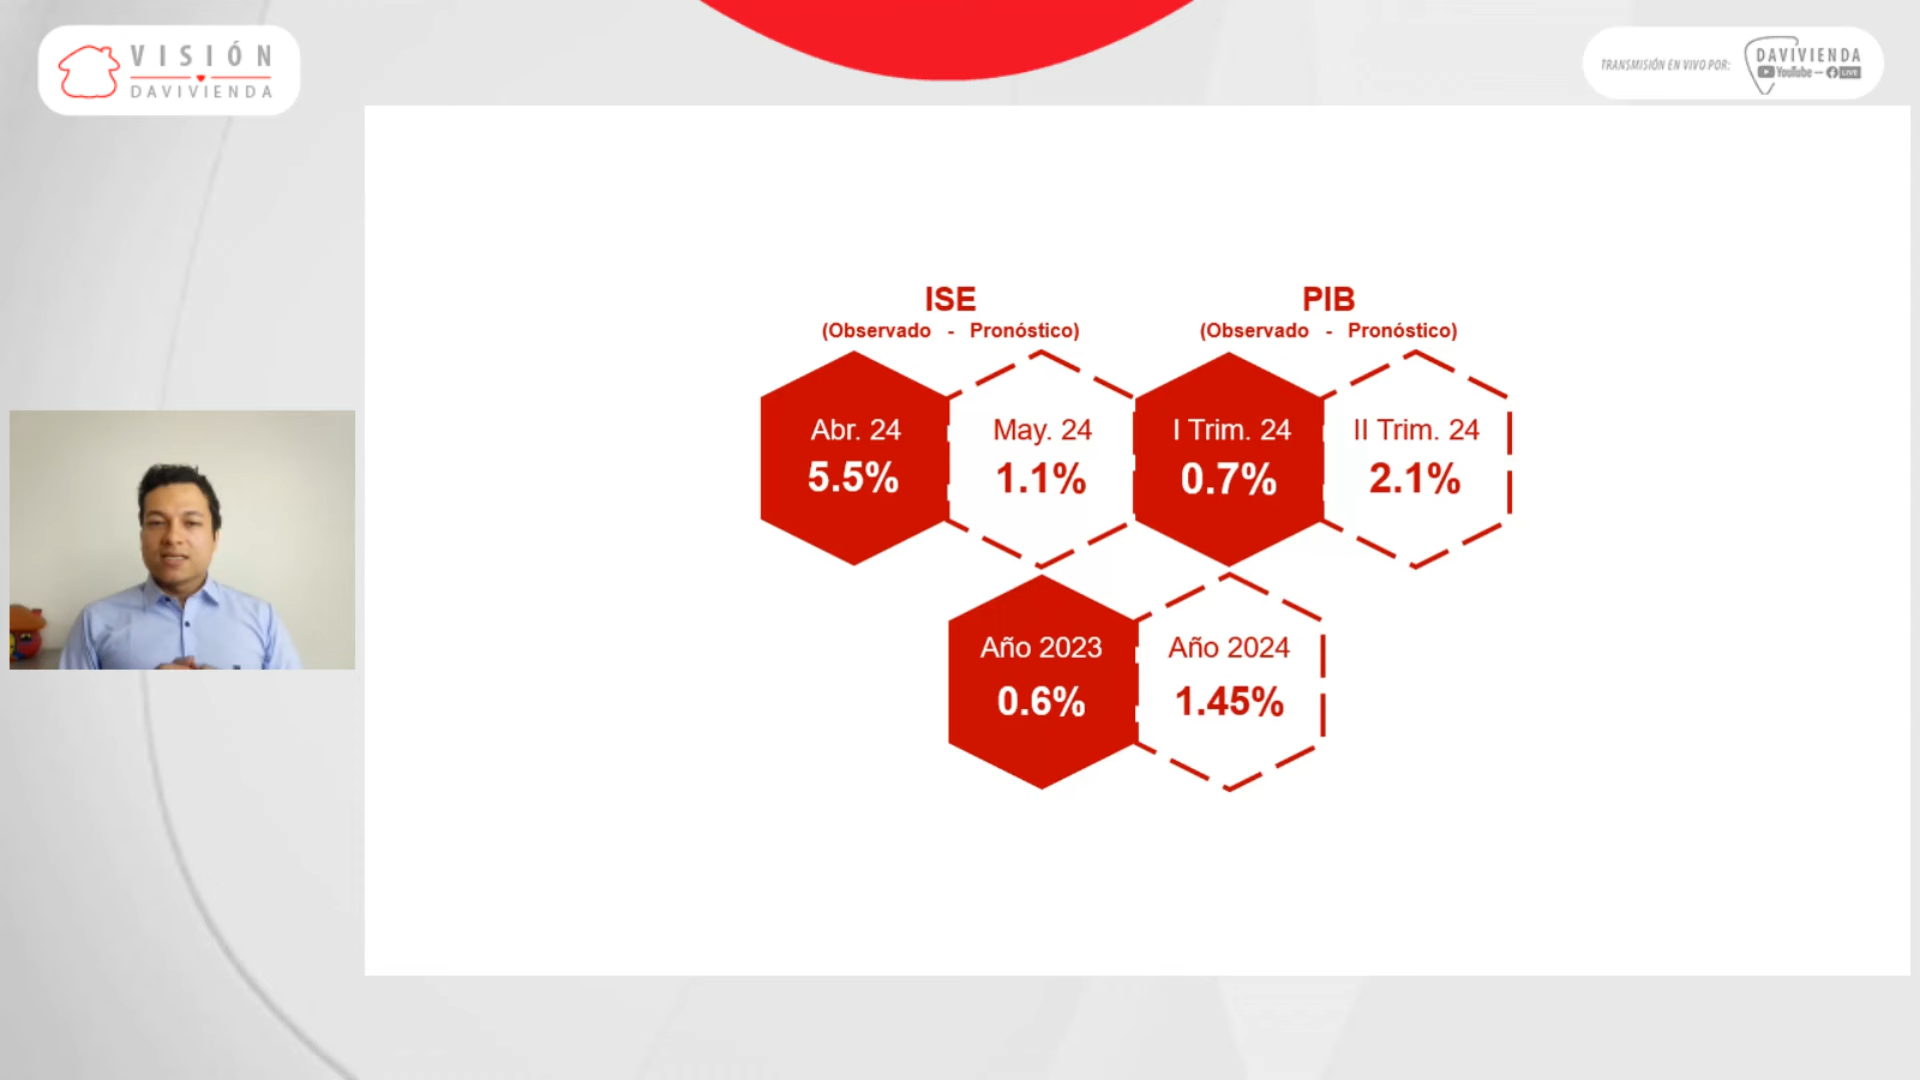 VISIÓN
DAVIVIENDA
TRANSMISIÓN EN VIVO POR:
DAVIVIENDA
YouTube – LIVE
ISE
(Observado - Pronóstico)
PIB
(Observado - Pronóstico)
Abr. 24
5.5%
May. 24
1.1%
I Trim. 24
0.7%
II Trim. 24
2.1%
Año 2023
0.6%
Año 2024
1.45%